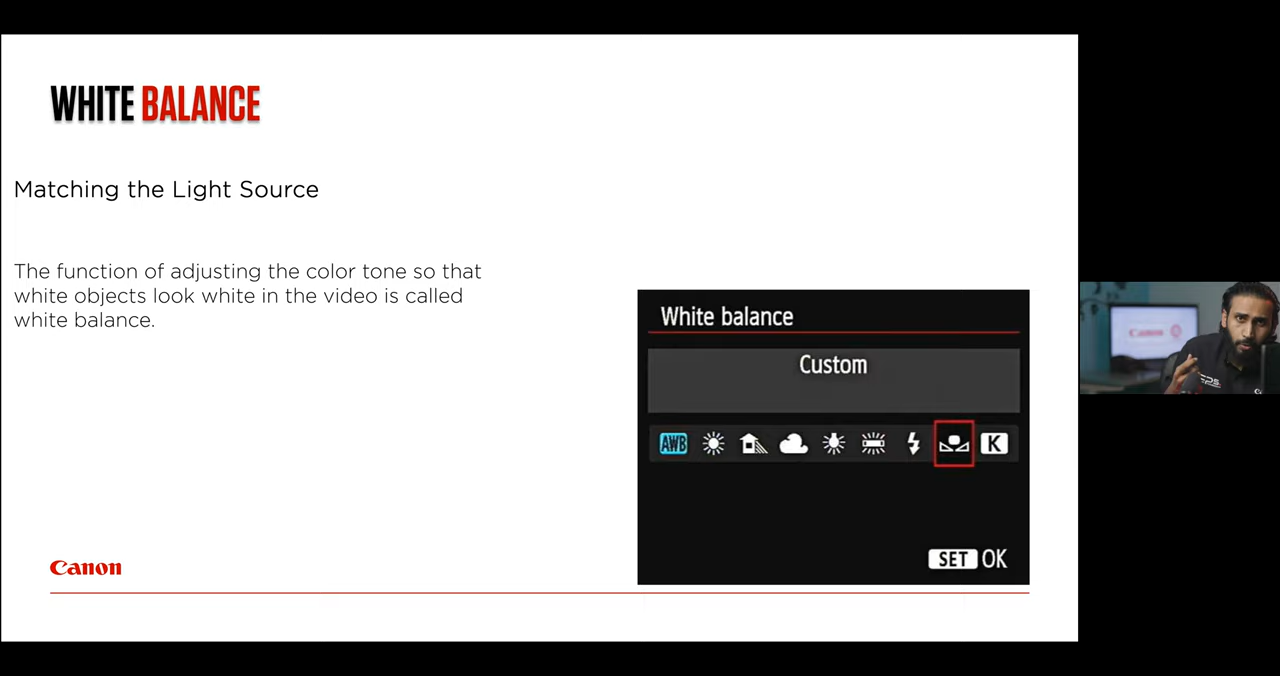 WHITE BALANCE
Matching the Light Source
The function of adjusting the color tone so that
white objects look white in the video is called
white balance.
White balance
Custom
AWB
K
SET OK
Canon
Canon